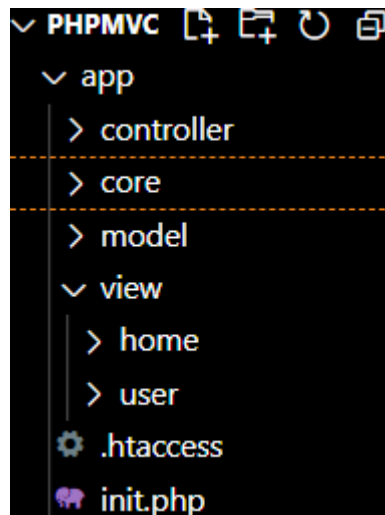 PHPMVC
app
controller
core
model
view
home
user
.htaccess
init.php